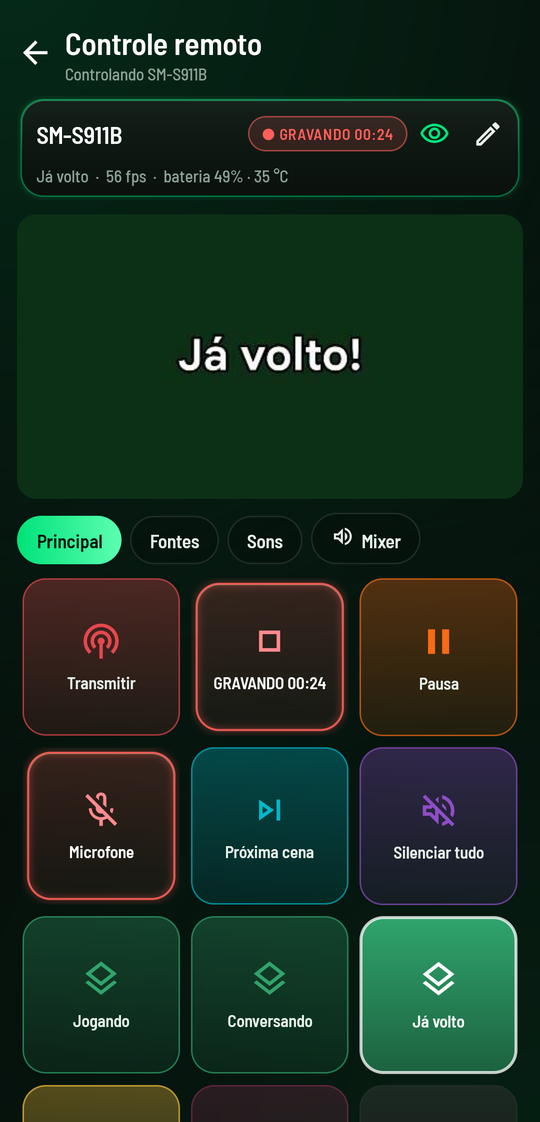 Controle remoto
Controlando SM-S911B
SM-S911B
GRAVANDO 00:24
Já volto · 56 fps · bateria 49% · 35 °C
Já volto!
Principal
Fontes
Sons
Mixer
Transmitir
GRAVANDO 00:24
Pausa
Microfone
Próxima cena
Silenciar tudo
Jogando
Conversando
Já volto